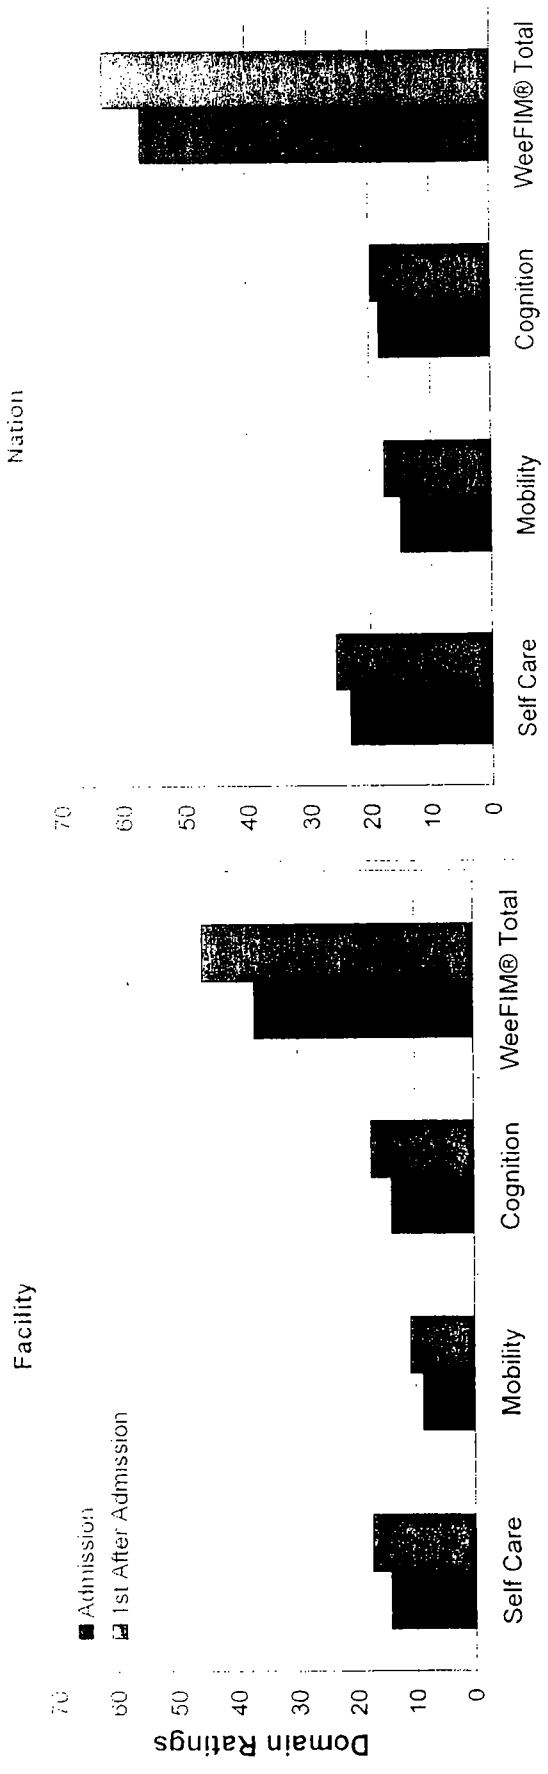 Facility
Admission
1st After Admission
Domain Ratings
70
60
50
40
30
20
10
0
Self Care
Mobility
Cognition
WeeFIM® Total
Nation
70
60
50
40
30
20
10
0
Self Care
Mobility
Cognition
WeeFIM® Total